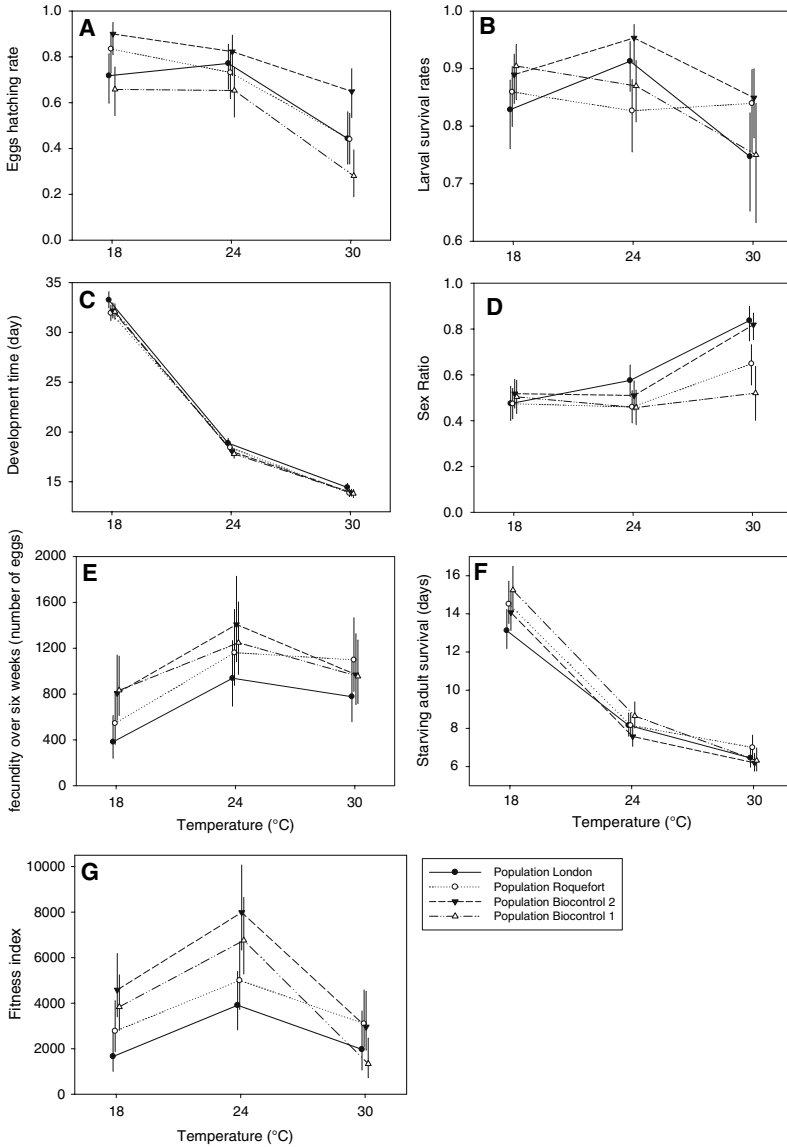 A
Eggs hatching rate
1.0
0.8
0.6
0.4
0.2
0.0
18 24 30
B
Larval survival rates
1.0
0.9
0.8
0.7
0.6
18 24 30
C
Development time (day)
35
30
25
20
15
18 24 30
D
Sex Ratio
1.0
0.8
0.6
0.4
0.2
0.0
18 24 30
E
fecundity over six weeks (number of eggs)
2000
1600
1200
800
400
0
18 24 30
Temperature (°C)
F
Starving adult survival (days)
16
14
12
10
8
6
18 24 30
Temperature (°C)
G
Fitness index
10000
8000
6000
4000
2000
0
18 24 30
Temperature (°C)
Population London
Population Roquefort
Population Biocontrol 2
Population Biocontrol 1